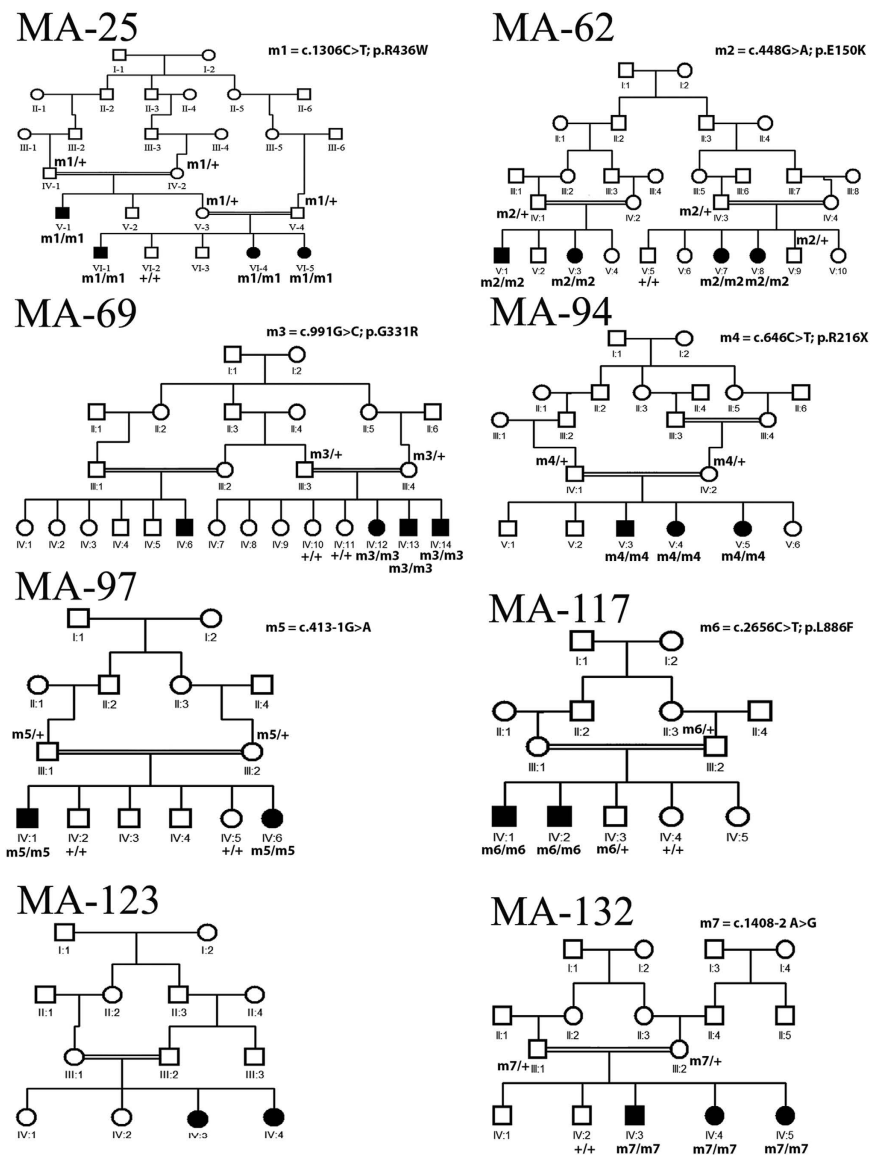 MA-25
m1 = c.1306C>T; p.R436W
I-1 I-2
II-1 II-2 II-3 II-4 II-5 II-6
III-1 III-2 III-3 III-4 III-5 III-6
m1/+ m1/+
IV-1 IV-2
m1/+ m1/+
V-1 V-2 V-3 V-4
m1/m1
VI-1 VI-2 VI-3 VI-4 VI-5
m1/m1 +/+ m1/m1 m1/m1
MA-62
m2 = c.448G>A; p.E150K
I:1 I:2
II:1 II:2 II:3 II:4
III:1 III:2 III:3 III:4 III:5 III:6 III:7 III:8
m2/+ IV:1 IV:2 m2/+ IV:3 IV:4
m2/+
V:1 V:2 V:3 V:4 V:5 V:6 V:7 V:8 V:9 V:10
m2/m2 m2/m2 +/+ m2/m2 m2/m2
MA-69
m3 = c.991G>C; p.G331R
I:1 I:2
II:1 II:2 II:3 II:4 II:5 II:6
m3/+ m3/+
III:1 III:2 III:3 III:4
IV:1 IV:2 IV:3 IV:4 IV:5 IV:6 IV:7 IV:8 IV:9 IV:10 IV:11 IV:12 IV:13 IV:14
+/+ +/+ m3/m3 m3/m3 m3/m3
MA-94
m4 = c.646C>T; p.R216X
I:1 I:2
II:1 II:2 II:3 II:4 II:5 II:6
III:1 III:2 III:3 III:4
m4/+ m4/+
IV:1 IV:2
V:1 V:2 V:3 V:4 V:5 V:6
m4/m4 m4/m4 m4/m4
MA-97
m5 = c.413-1G>A
I:1 I:2
II:1 II:2 II:3 II:4
m5/+ m5/+
III:1 III:2
IV:1 IV:2 IV:3 IV:4 IV:5 IV:6
m5/m5 +/+ +/+ m5/m5
MA-117
m6 = c.2656C>T; p.L886F
I:1 I:2
II:1 II:2 II:3 II:4
m6/+
III:1 III:2
IV:1 IV:2 IV:3 IV:4 IV:5
m6/m6 m6/m6 m6/+ +/+
MA-123
I:1 I:2
II:1 II:2 II:3 II:4
III:1 III:2 III:3
IV:1 IV:2 IV:3 IV:4
MA-132
m7 = c.1408-2 A>G
I:1 I:2 I:3 I:4
II:1 II:2 II:3 II:4 II:5
m7/+ III:1 III:2 m7/+
IV:1 IV:2 IV:3 IV:4 IV:5
+/+ m7/m7 m7/m7 m7/m7